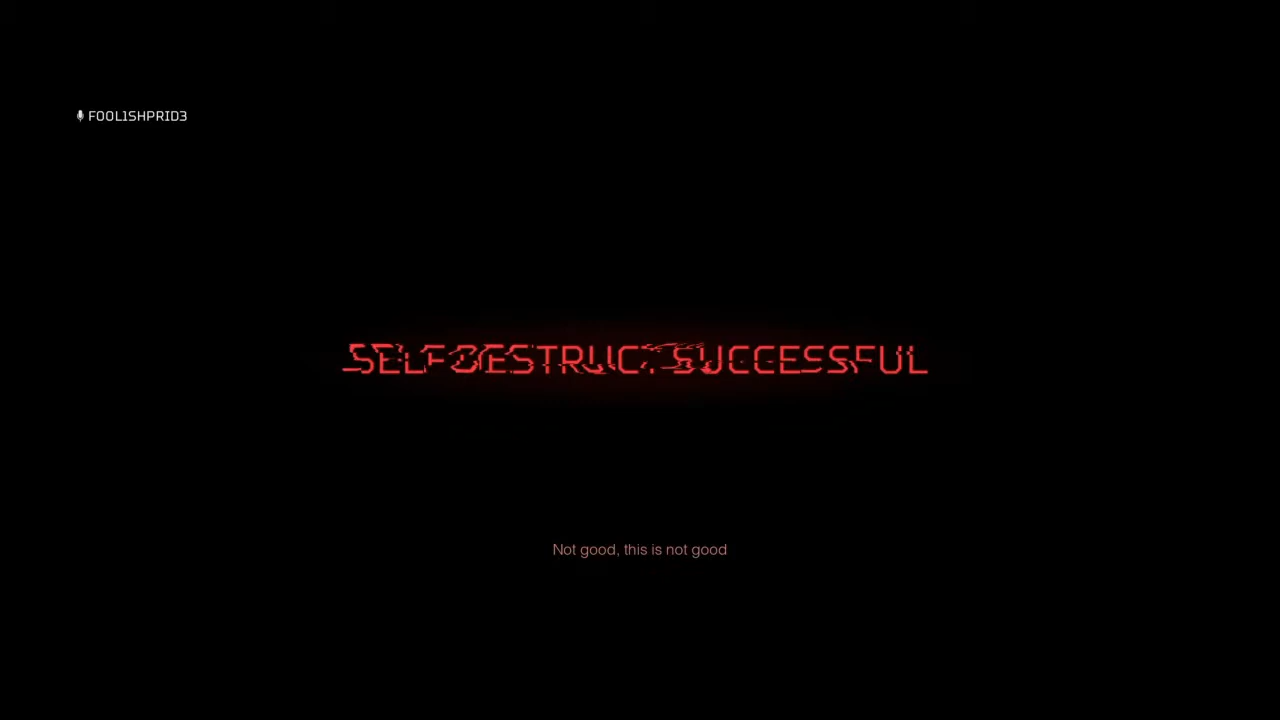 FOOL1SHPRID3
SELF DESTRUCT SUCCESSFUL
Not good, this is not good